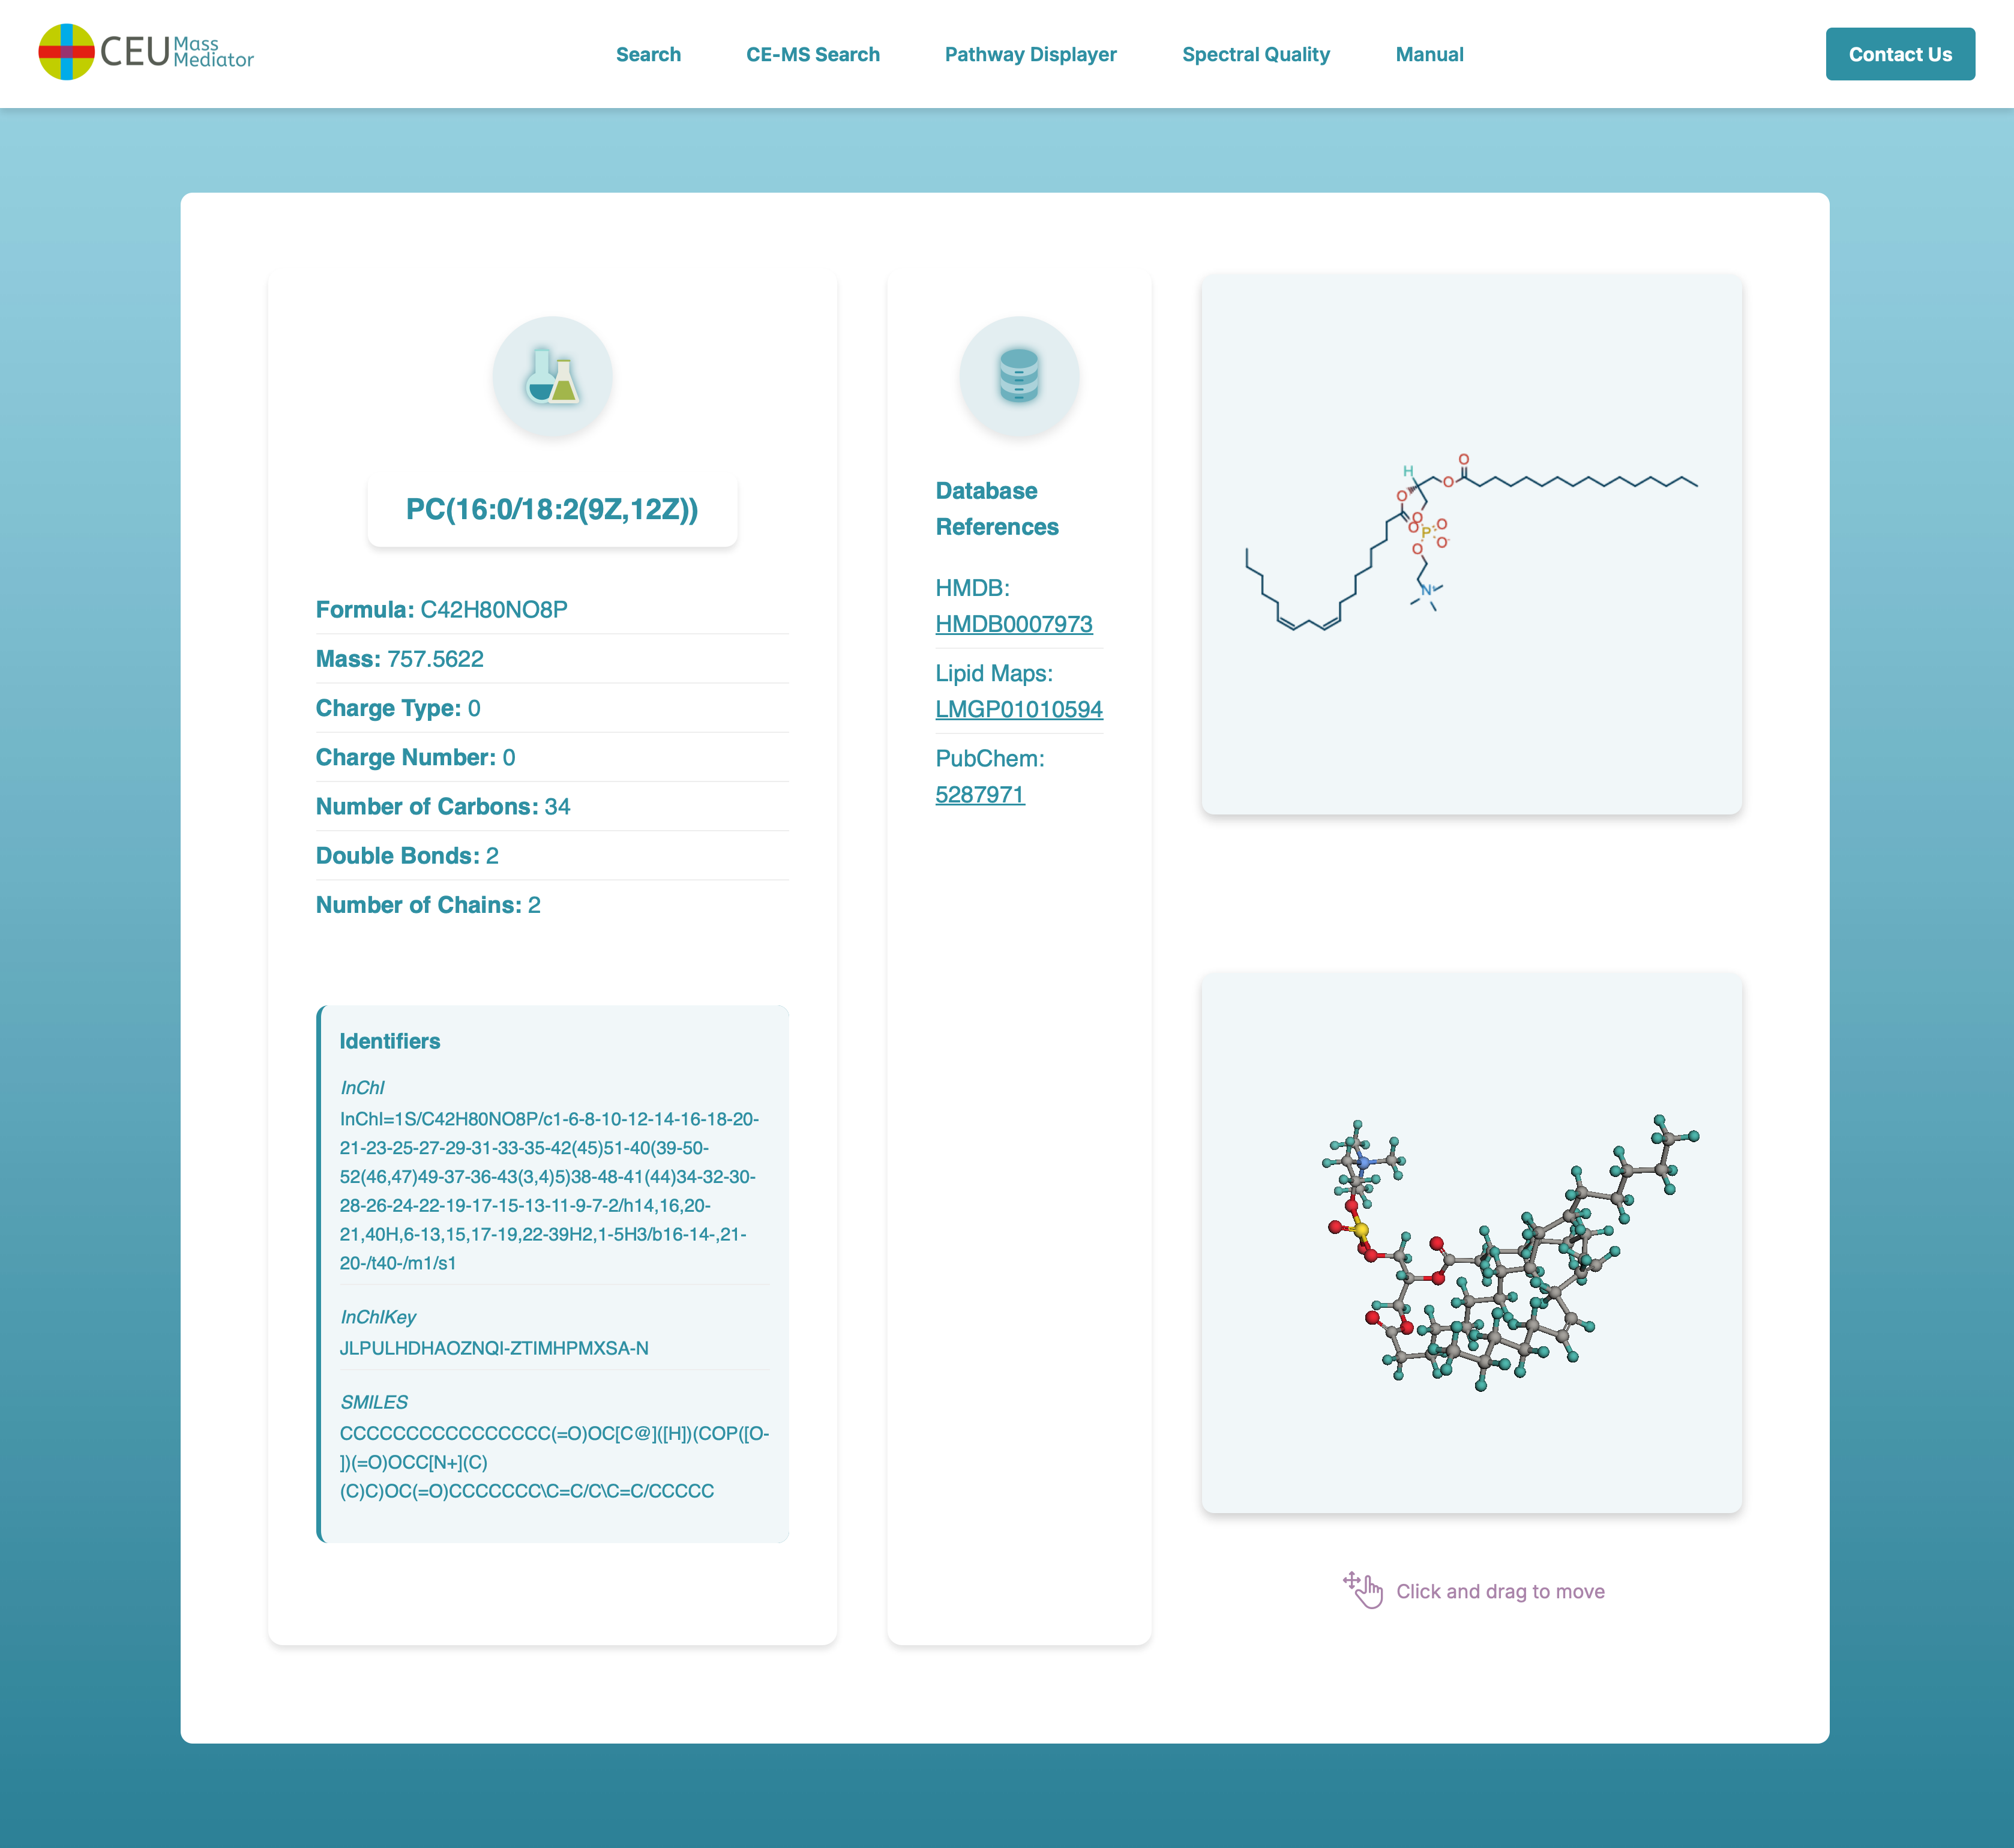 CEU Mass Mediator
Search
CE-MS Search
Pathway Displayer
Spectral Quality
Manual
Contact Us
PC(16:0/18:2(9Z,12Z))
Formula: C42H80NO8P
Mass: 757.5622
Charge Type: 0
Charge Number: 0
Number of Carbons: 34
Double Bonds: 2
Number of Chains: 2
Identifiers
InChI
InChI=1S/C42H80NO8P/c1-6-8-10-12-14-16-18-20-
21-23-25-27-29-31-33-35-42(45)51-40(39-50-
52(46,47)49-37-36-43(3,4)5)38-48-41(44)34-32-30-
28-26-24-22-19-17-15-13-11-9-7-2/h14,16,20-
21,40H,6-13,15,17-19,22-39H2,1-5H3/b16-14-,21-
20-/t40-/m1/s1
InChIKey
JLPULHDHAOZNQI-ZTIMHPMXSA-N
SMILES
CCCCCCCCCCCCCCCC(=O)OC[C@]([H])(COP([O-
])(=O)OCC[N+](C)
(C)C)OC(=O)CCCCCCC\C=C/C\C=C/CCCCC
Database
References
HMDB:
HMDB0007973
Lipid Maps:
LMGP01010594
PubChem:
5287971
O
H
O
O
O
O
P
O
O-
O
N+
Click and drag to move